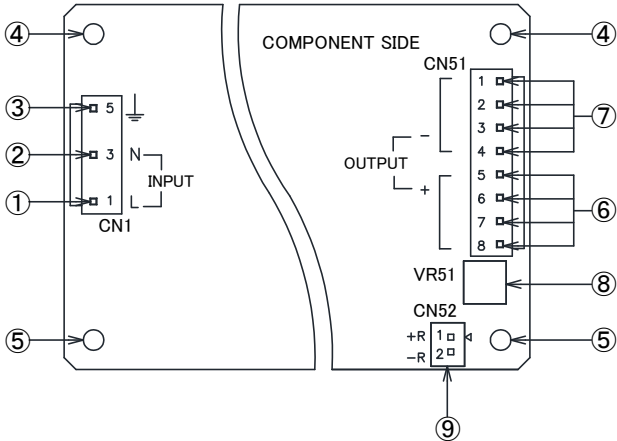 ④
④
COMPONENT SIDE
CN51
③
5
②
3
N
INPUT
①
1
L
CN1
1
2
3
4
5
6
7
8
−
OUTPUT
+
⑦
⑥
VR51
⑧
CN52
⑤
+R 1
−R 2
⑤
⑨